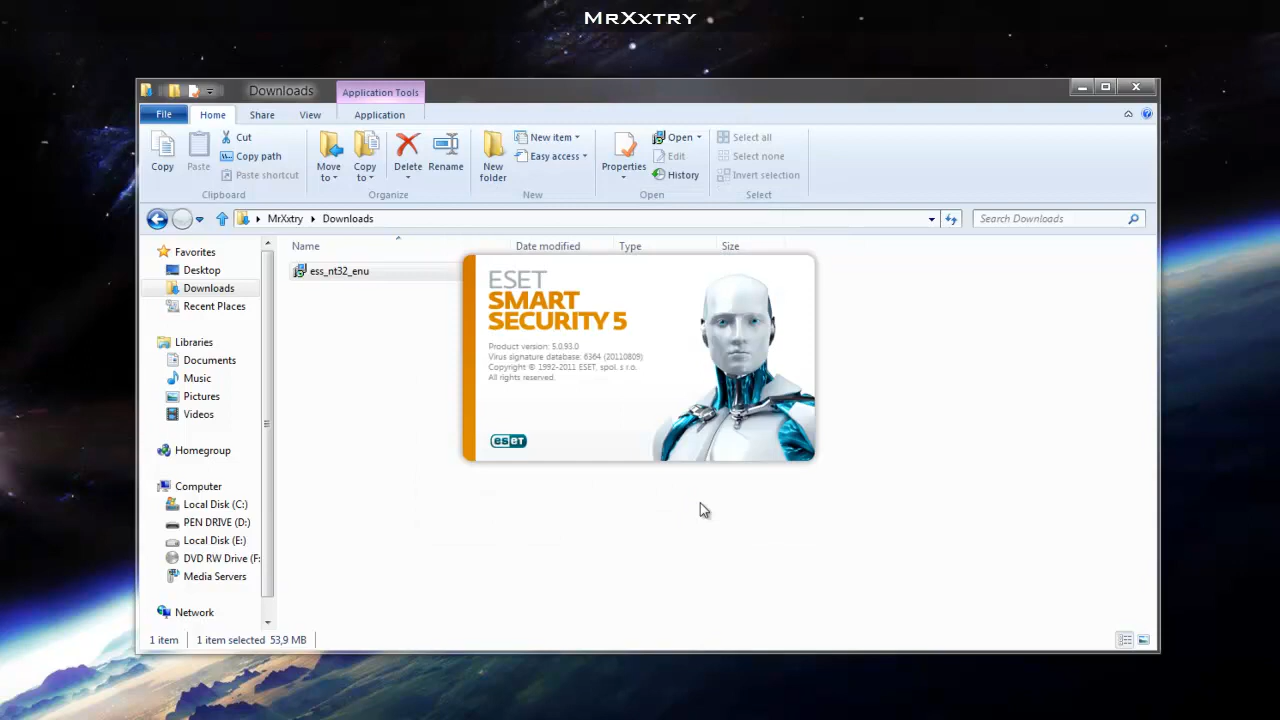 MrXxtry
Downloads
Application Tools
File
Home
Share
View
Application
Copy
Paste
Cut
Copy path
Paste shortcut
Clipboard
Move to
Copy to
Delete
Rename
Organize
New folder
New item
Easy access
New
Properties
Open
Edit
History
Open
Select all
Select none
Invert selection
Select
MrXxtry
Downloads
Search Downloads
Name
Date modified
Type
Size
ess_nt32_enu
Favorites
Desktop
Downloads
Recent Places
Libraries
Documents
Music
Pictures
Videos
Homegroup
Computer
Local Disk (C:)
PEN DRIVE (D:)
Local Disk (E:)
DVD RW Drive (F:
Media Servers
Network
ESET
SMART
SECURITY 5
Product version: 5.0.93.0
Virus signature database: 6364 (20110809)
Copyright © 1992-2011 ESET, spol. s r.o.
All rights reserved.
eset
1 item
1 item selected 53,9 MB